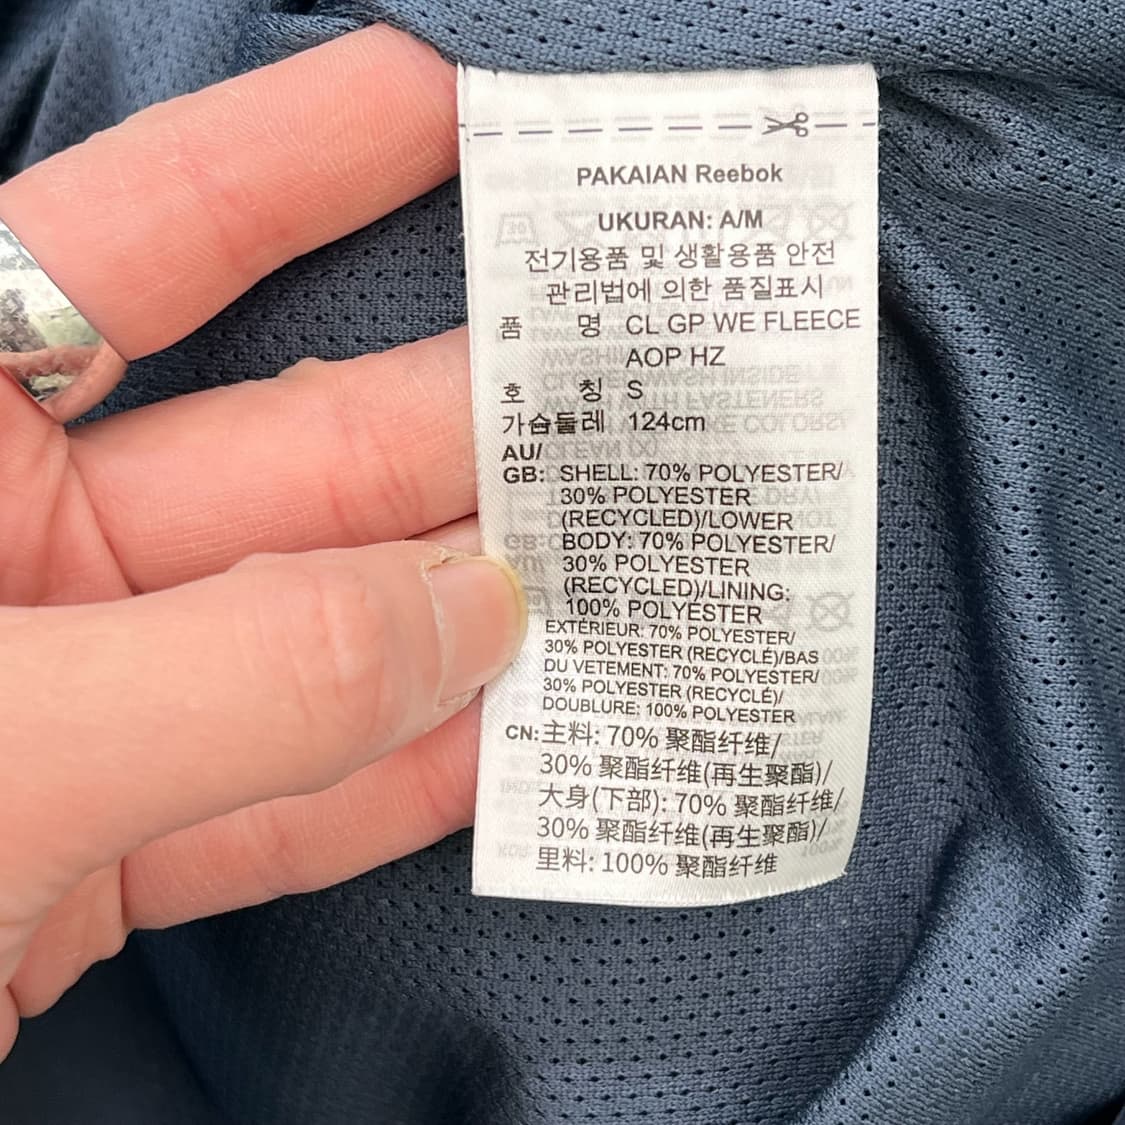 PAKAIAN Reebok
UKURAN: A/M
전기용품 및 생활용품 안전
관리법에 의한 품질표시
품 명 CL GP WE FLEECE
AOP HZ
호 칭 S
가슴둘레 124cm
AU/
GB: SHELL: 70% POLYESTER/
30% POLYESTER
(RECYCLED)/LOWER
BODY: 70% POLYESTER/
30% POLYESTER
(RECYCLED)/LINING:
100% POLYESTER
EXTÉRIEUR: 70% POLYESTER/
30% POLYESTER (RECYCLÉ)/BAS
DU VETEMENT: 70% POLYESTER/
30% POLYESTER (RECYCLÉ)/
DOUBLURE: 100% POLYESTER
CN: 主料: 70% 聚酯纤维/
30% 聚酯纤维(再生聚酯)/
大身(下部): 70% 聚酯纤维/
30% 聚酯纤维(再生聚酯)/
里料: 100% 聚酯纤维